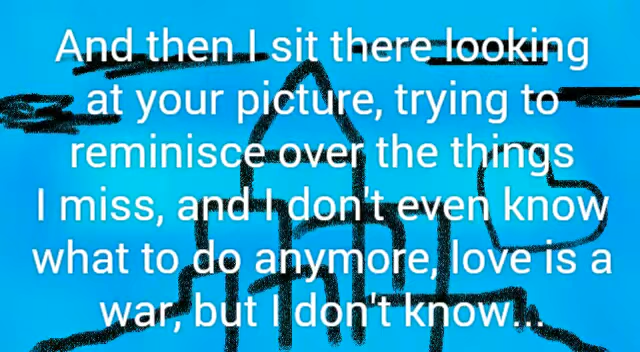 And then I sit there looking
at your picture, trying to
reminisce over the things
I miss, and I don't even know
what to do anymore, love is a
war, but I don't know...